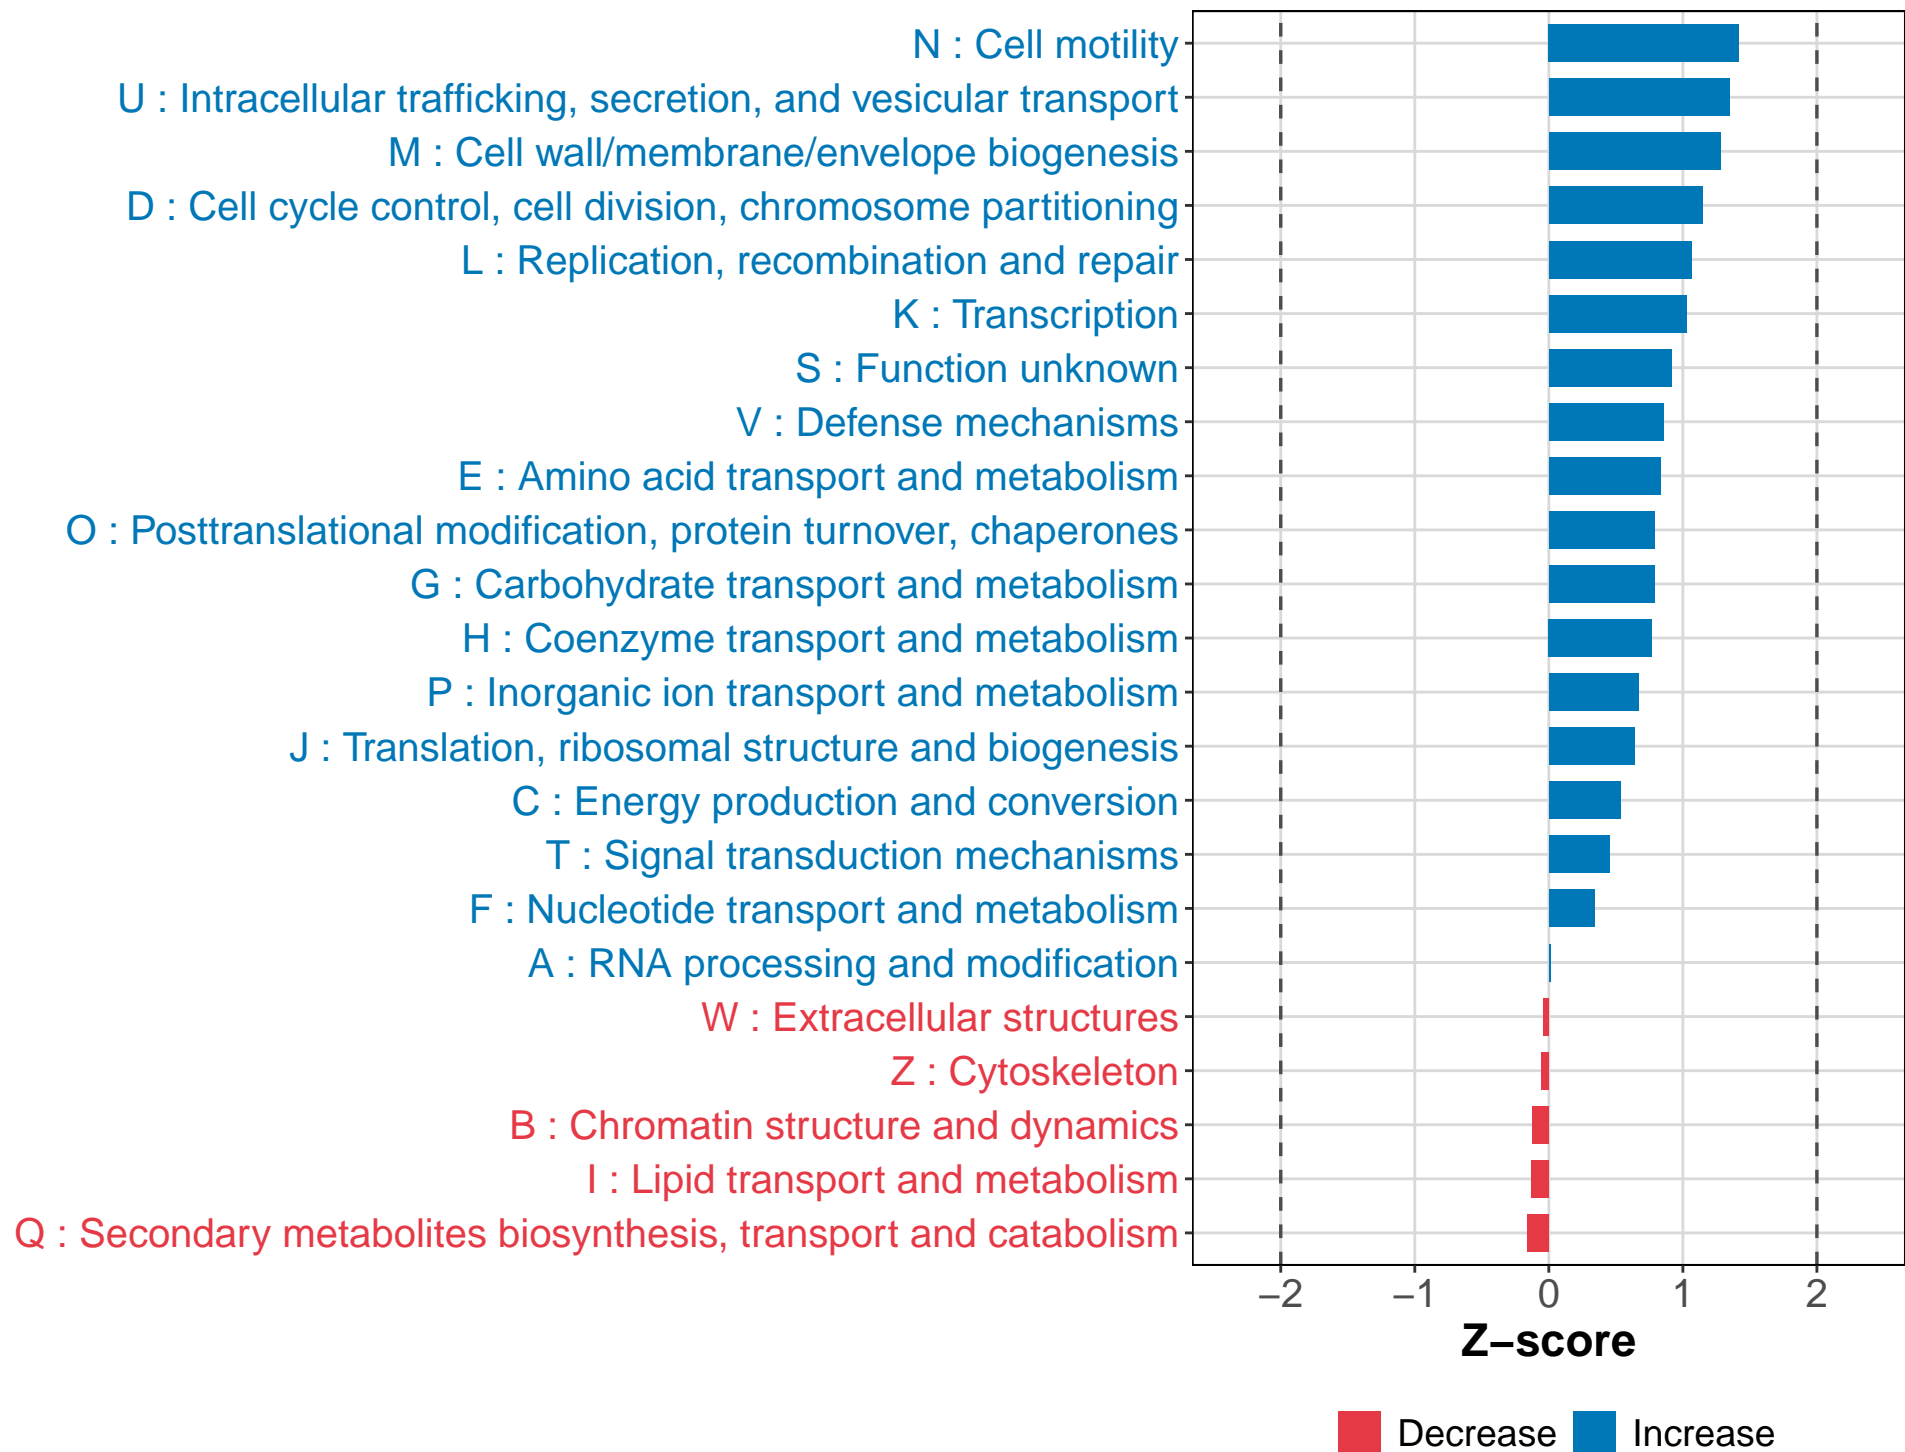 N : Cell motility
U : Intracellular trafficking, secretion, and vesicular transport
M : Cell wall/membrane/envelope biogenesis
D : Cell cycle control, cell division, chromosome partitioning
L : Replication, recombination and repair
K : Transcription
S : Function unknown
V : Defense mechanisms
E : Amino acid transport and metabolism
O : Posttranslational modification, protein turnover, chaperones
G : Carbohydrate transport and metabolism
H : Coenzyme transport and metabolism
P : Inorganic ion transport and metabolism
J : Translation, ribosomal structure and biogenesis
C : Energy production and conversion
T : Signal transduction mechanisms
F : Nucleotide transport and metabolism
A : RNA processing and modification
W : Extracellular structures
Z : Cytoskeleton
B : Chromatin structure and dynamics
I : Lipid transport and metabolism
Q : Secondary metabolites biosynthesis, transport and catabolism
−2 −1 0 1 2
Z−score
Decrease Increase